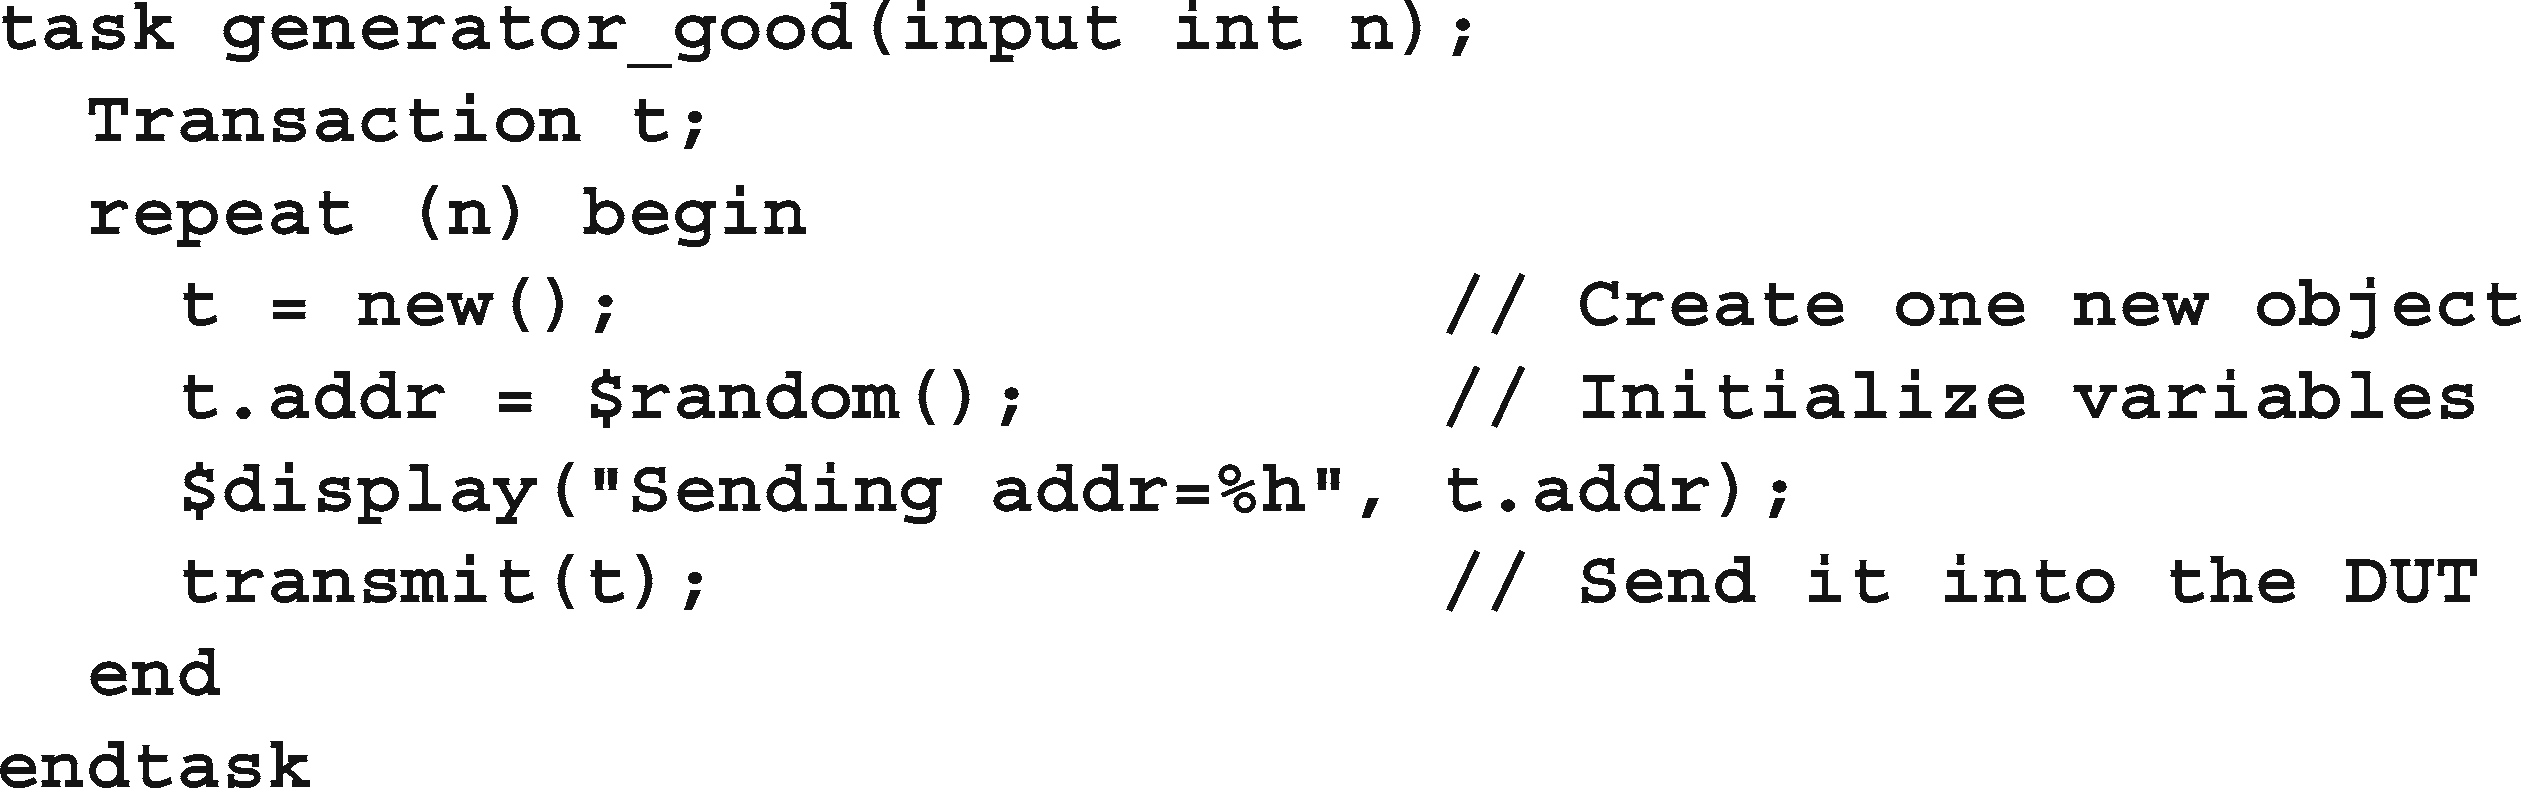 task generator_good(input int n);
  Transaction t;
  repeat (n) begin
    t = new();                   // Create one new object
    t.addr = $random();          // Initialize variables
    $display("Sending addr=%h", t.addr);
    transmit(t);                 // Send it into the DUT
  end
endtask